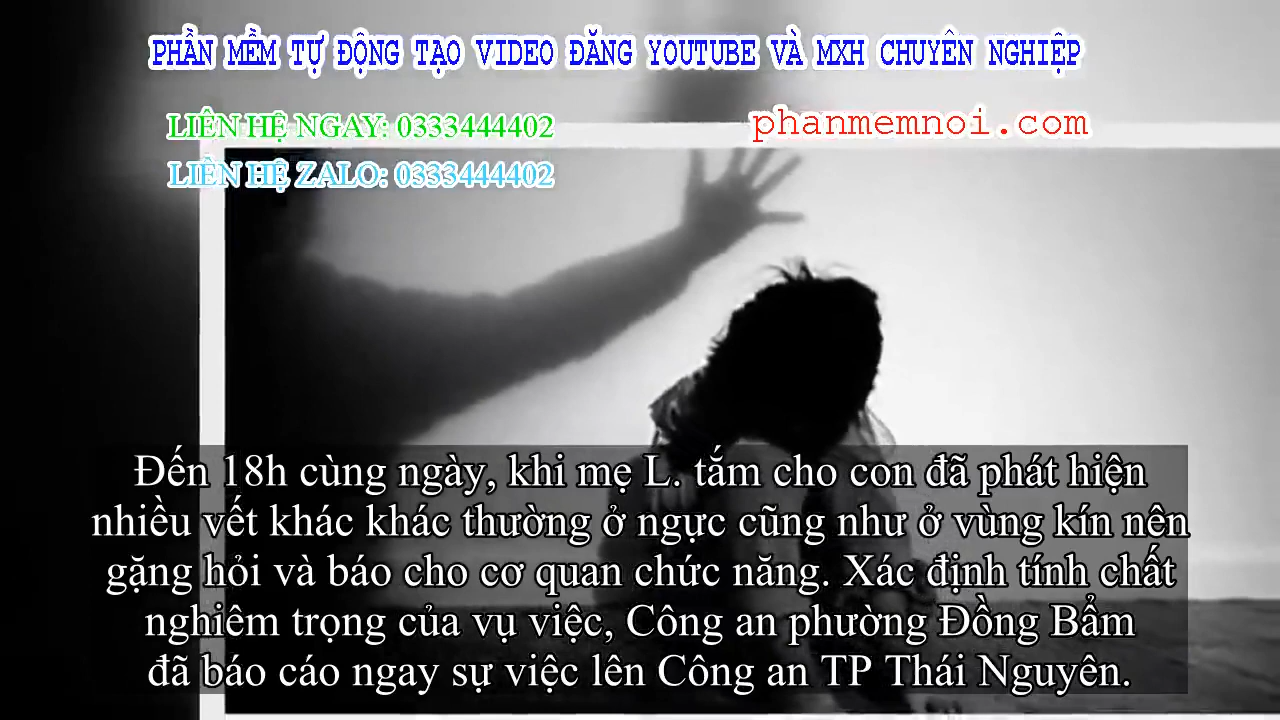 PHẦN MỀM TỰ ĐỘNG TẠO VIDEO ĐĂNG YOUTUBE VÀ MXH CHUYÊN NGHIỆP
LIÊN HỆ NGAY: 0333444402
phanmemnoi.com
LIÊN HỆ ZALO: 0333444402
Đến 18h cùng ngày, khi mẹ L. tắm cho con đã phát hiện
nhiều vết khác khác thường ở ngực cũng như ở vùng kín nên
gặng hỏi và báo cho cơ quan chức năng. Xác định tính chất
nghiêm trọng của vụ việc, Công an phường Đồng Bẩm
đã báo cáo ngay sự việc lên Công an TP Thái Nguyên.